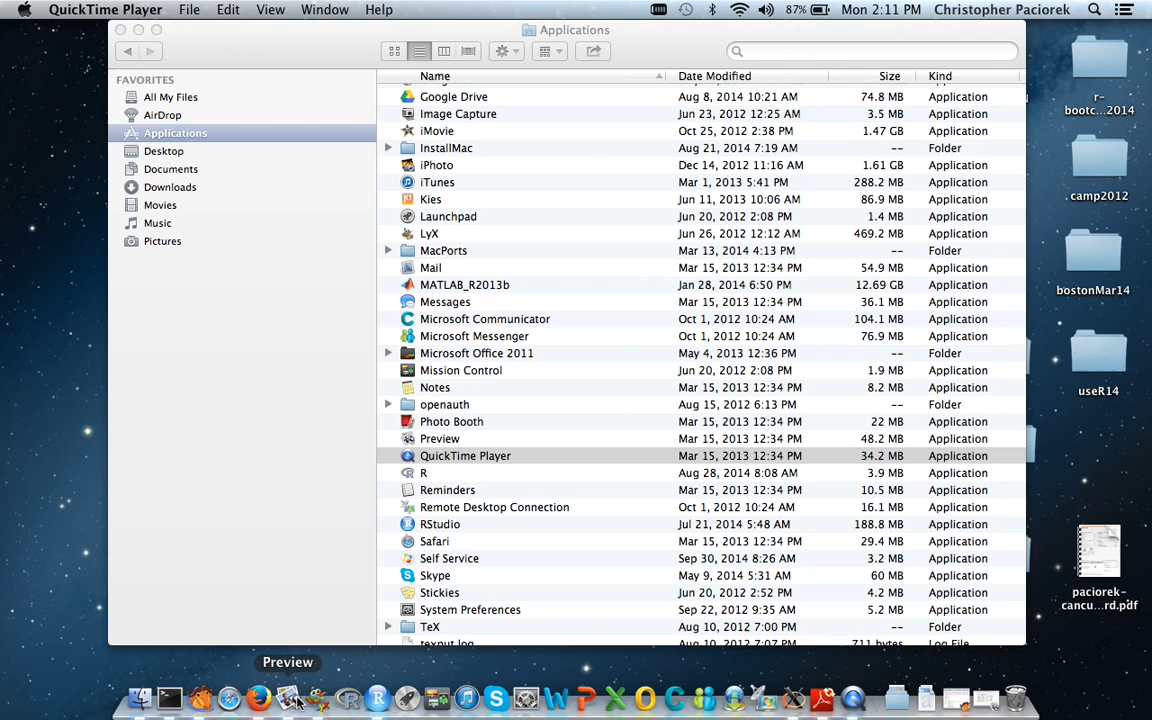 QuickTime Player File Edit View Window Help 87% Mon 2:11 PM Christopher Paciorek
Applications
FAVORITES
All My Files
AirDrop
Applications
Desktop
Documents
Downloads
Movies
Music
Pictures
Name Date Modified Size Kind
Google Drive Aug 8, 2014 10:21 AM 74.8 MB Application
Image Capture Jun 23, 2012 12:25 AM 3.5 MB Application
iMovie Oct 25, 2012 2:38 PM 1.47 GB Application
InstallMac Aug 21, 2014 7:19 AM -- Folder
iPhoto Dec 14, 2012 11:16 AM 1.61 GB Application
iTunes Mar 1, 2013 5:41 PM 288.2 MB Application
Kies Jun 11, 2013 10:06 AM 86.9 MB Application
Launchpad Jun 20, 2012 2:08 PM 1.4 MB Application
LyX Jun 26, 2012 12:12 AM 469.2 MB Application
MacPorts Mar 13, 2014 4:13 PM -- Folder
Mail Mar 15, 2013 12:34 PM 54.9 MB Application
MATLAB_R2013b Jan 28, 2014 6:50 PM 12.69 GB Application
Messages Mar 15, 2013 12:34 PM 36.1 MB Application
Microsoft Communicator Oct 1, 2012 10:24 AM 104.1 MB Application
Microsoft Messenger Oct 1, 2012 10:24 AM 76.9 MB Application
Microsoft Office 2011 May 4, 2013 12:36 PM -- Folder
Mission Control Jun 20, 2012 2:08 PM 1.9 MB Application
Notes Mar 15, 2013 12:34 PM 8.2 MB Application
openauth Aug 15, 2012 6:13 PM -- Folder
Photo Booth Mar 15, 2013 12:34 PM 22 MB Application
Preview Mar 15, 2013 12:34 PM 48.2 MB Application
QuickTime Player Mar 15, 2013 12:34 PM 34.2 MB Application
R Aug 28, 2014 8:08 AM 3.9 MB Application
Reminders Mar 15, 2013 12:34 PM 10.5 MB Application
Remote Desktop Connection Oct 1, 2012 10:24 AM 16.1 MB Application
RStudio Jul 21, 2014 5:48 AM 188.8 MB Application
Safari Mar 15, 2013 12:34 PM 29.4 MB Application
Self Service Sep 30, 2014 8:26 AM 3.2 MB Application
Skype May 9, 2014 5:31 AM 60 MB Application
Stickies Jun 20, 2012 2:52 PM 4.2 MB Application
System Preferences Sep 22, 2012 9:35 AM 5.2 MB Application
TeX Aug 10, 2012 7:00 PM -- Folder
texput.log Aug 10, 2012 7:07 PM 711 bytes Log File
r-
bootc...2014
camp2012
bostonMar14
useR14
paciorek-
cancu...rd.pdf
Preview